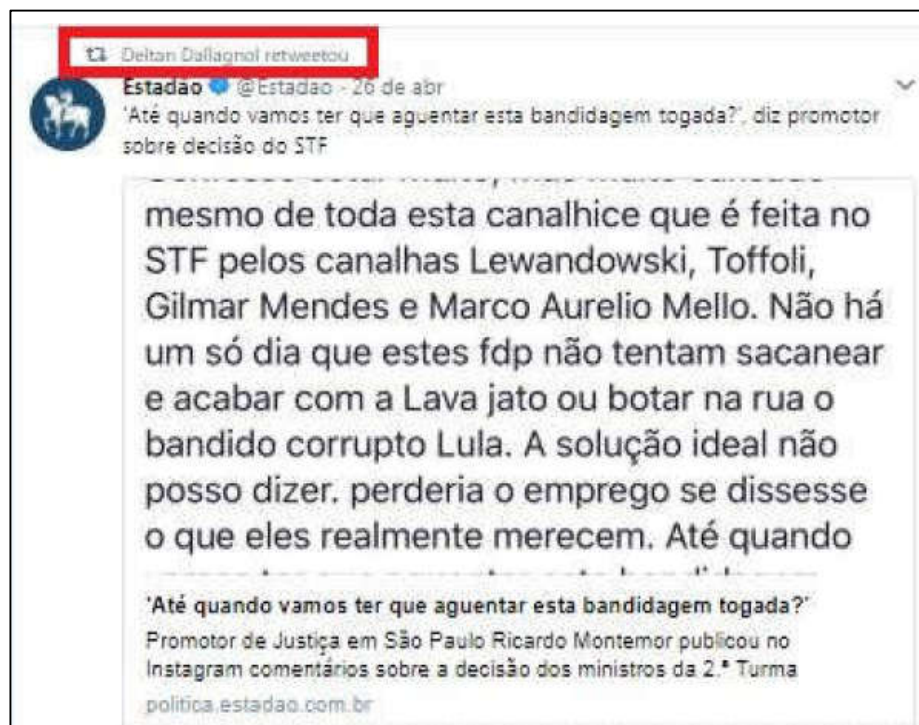 Deltan Dallagnol retweetou
Estadão @Estadao - 26 de abr
'Até quando vamos ter que aguentar esta bandidagem togada?', diz promotor
sobre decisão do STF
mesmo de toda esta canalhice que é feita no
STF pelos canalhas Lewandowski, Toffoli,
Gilmar Mendes e Marco Aurelio Mello. Não há
um só dia que estes fdp não tentam sacanear
e acabar com a Lava jato ou botar na rua o
bandido corrupto Lula. A solução ideal não
posso dizer. perderia o emprego se dissesse
o que eles realmente merecem. Até quando
'Até quando vamos ter que aguentar esta bandidagem togada?'
Promotor de Justiça em São Paulo Ricardo Montemor publicou no
Instagram comentários sobre a decisão dos ministros da 2.ª Turma
politica.estadao.com.br